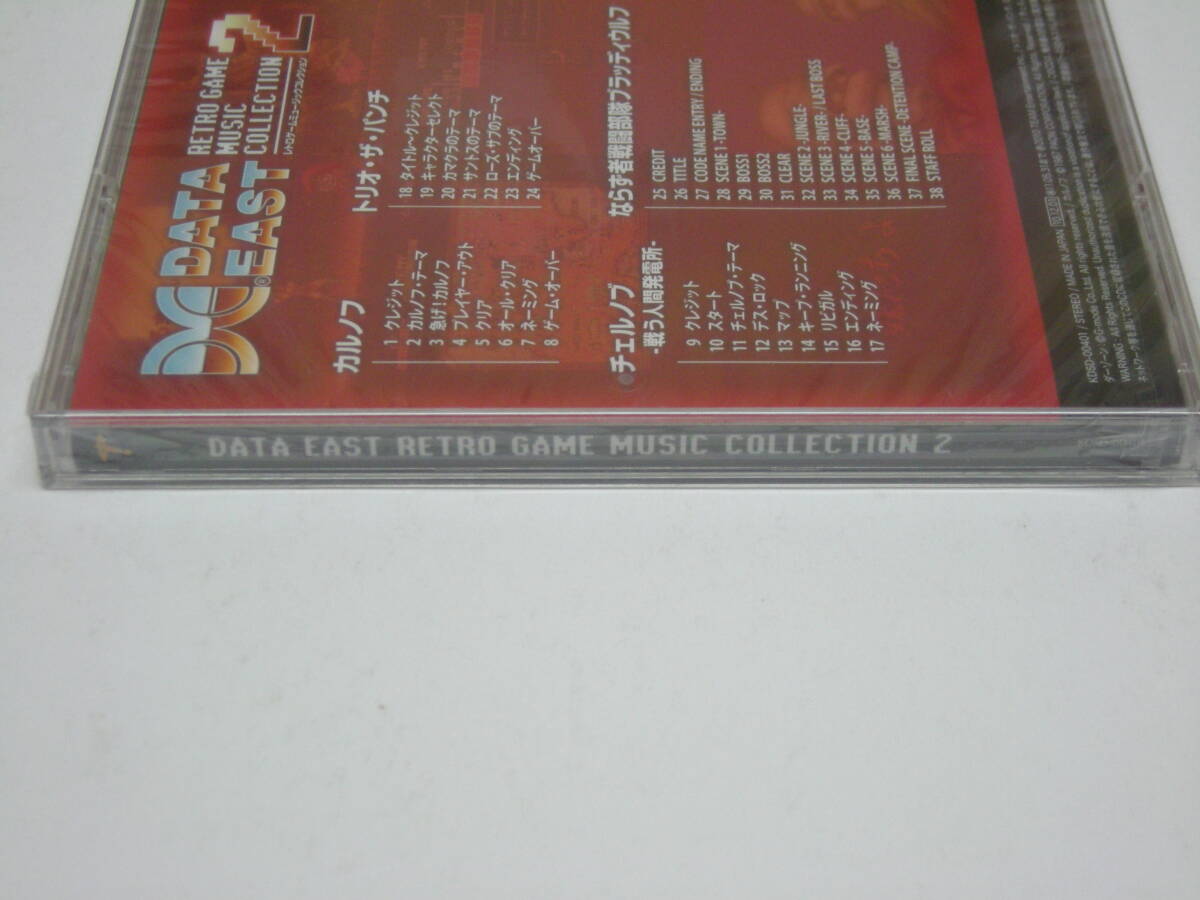 DATA EAST
RETRO GAME
MUSIC
COLLECTION 2
レトロゲームミュージックコレクション
カルノフ
1 クレジット
2 カルノフ・テーマ
3 急げ!カルノフ
4 プレイヤー・アウト
5 クリア
6 オール・クリア
7 ネーミング
8 ゲーム・オーバー
チェルノブ
-戦う人間発電所-
9 クレジット
10 スタート
11 チェルノブ・テーマ
12 デス・ロック
13 マップ
14 キープ・ランニング
15 リピカル
16 エンディング
17 ネーミング
トリオ・ザ・パンチ
18 タイトル〜クレジット
19 キャラクターセレクト
20 カマクラのテーマ
21 サントスのテーマ
22 ローズ・サブのテーマ
23 エンディング
24 ゲームオーバー
ならず者戦闘部隊ブラッディウルフ
25 CREDIT
26 TITLE
27 CODE NAME ENTRY / ENDING
28 SCENE 1 -TOWN-
29 BOSS1
30 BOSS2
31 CLEAR
32 SCENE 2 -JUNGLE-
33 SCENE 3 -RIVER- / LAST BOSS
34 SCENE 4 -CLIFF-
35 SCENE 5 -BASE-
36 SCENE 6 -MARSH-
37 FINAL SCENE -DETENTION CAMP-
38 STAFF ROLL
KDSD-00401 / STEREO / MADE IN JAPAN
DATA EAST RETRO GAME MUSIC COLLECTION 2